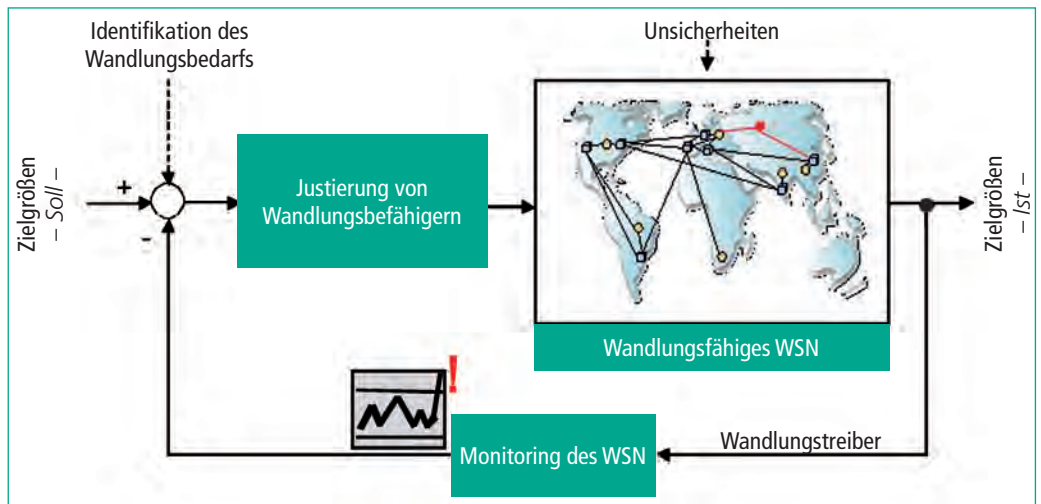 Identifikation des
Wandlungsbedarfs
Unsicherheiten
Zielgrößen
– Soll –
+
-
Justierung von
Wandlungsbefähigern
Zielgrößen
– Ist –
Wandlungsfähiges WSN
!
Monitoring des WSN
Wandlungstreiber